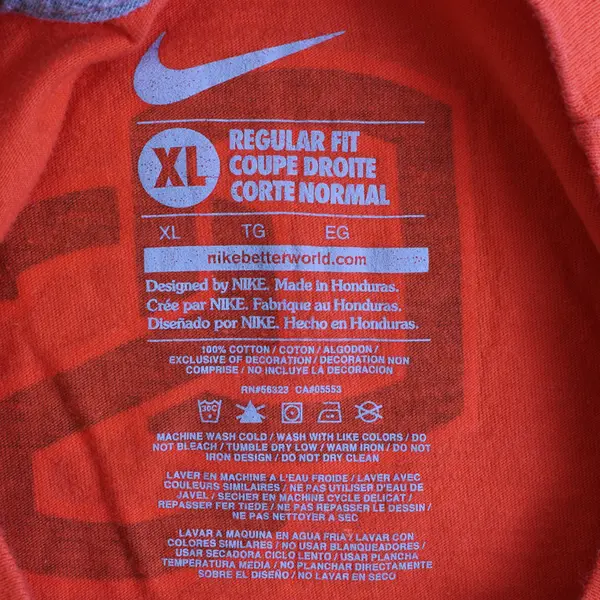 XL
REGULAR FIT
COUPE DROITE
CORTE NORMAL
XL TG EG
nikebetterworld.com
Designed by NIKE. Made in Honduras.
Crée par NIKE. Fabrique au Honduras.
Diseñado por NIKE. Hecho en Honduras.
100% COTTON / COTON / ALGODON /
EXCLUSIVE OF DECORATION / DECORATION NON
COMPRISE / NO INCLUYE LA DECORACION
RN#56323 CA#05553
30C
MACHINE WASH COLD / WASH WITH LIKE COLORS / DO
NOT BLEACH / TUMBLE DRY LOW / WARM IRON / DO NOT
IRON DESIGN / DO NOT DRY CLEAN
LAVER EN MACHINE A L'EAU FROIDE / LAVER AVEC
COULEURS SIMILAIRES / NE PAS UTILISER D'EAU DE
JAVEL / SECHER EN MACHINE CYCLE DELICAT /
REPASSER FER TIEDE / NE PAS REPASSER LE DESSIN /
NE PAS NETTOYER A SEC
LAVAR A MAQUINA EN AGUA FRIA / LAVAR CON
COLORES SIMILARES / NO USAR BLANQUEADORES /
USAR SECADORA CICLO LENTO / USAR PLANCHA
TEMPERATURA MEDIA / NO PLANCHAR DIRECTAMENTE
SOBRE EL DISEÑO / NO LAVAR EN SECO